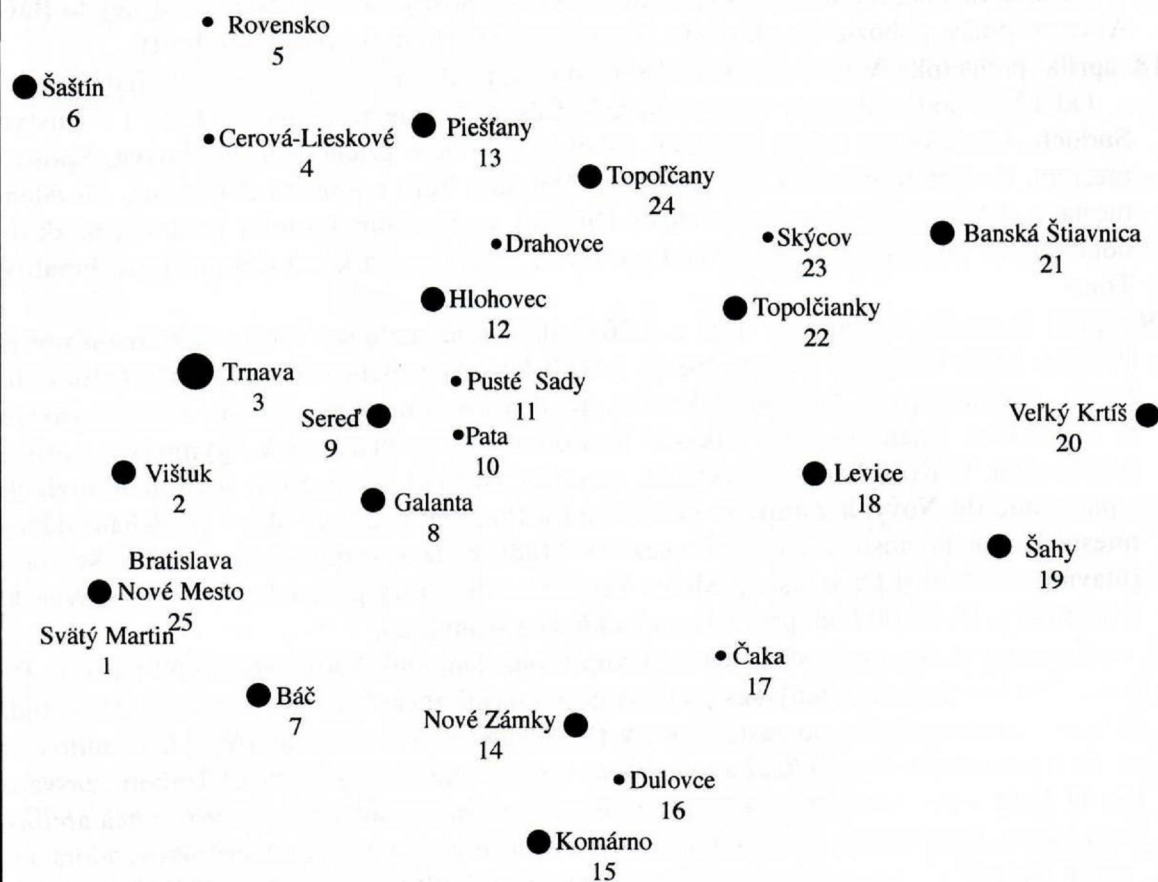 Rovensko
5
Šaštín
6
Cerová-Lieskové
4
Piešťany
13
Topoľčany
24
Drahovce
Skýcov
23
Banská Štiavnica
21
Hlohovec
12
Topolčianky
22
Trnava
3
Pusté Sady
11
Sereď
9
Pata
10
Veľký Krtíš
20
Vištuk
2
Galanta
8
Levice
18
Šahy
19
Bratislava
Nové Mesto
25
Svätý Martin
1
Čaka
17
Báč
7
Nové Zámky
14
Dulovce
16
Komárno
15